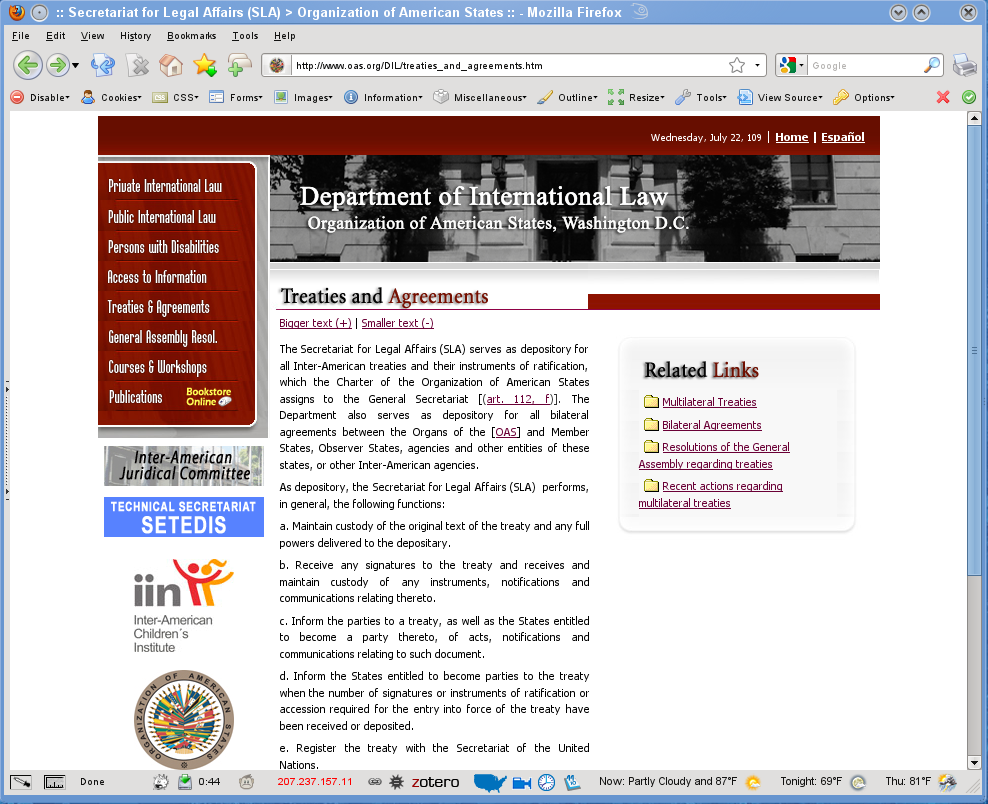 :: Secretariat for Legal Affairs (SLA) > Organization of American States :: - Mozilla Firefox
File Edit View History Bookmarks Tools Help
http://www.oas.org/DIL/treaties_and_agreements.htm
Google
Disable Cookies CSS Forms Images Information Miscellaneous Outline Resize Tools View Source Options
Wednesday, July 22, 109 | Home | Español
Private International Law
Public International Law
Persons with Disabilities
Access to Information
Treaties & Agreements
General Assembly Resol.
Courses & Workshops
Publications
Bookstore
Online
Inter-American
Juridical Committee
TECHNICAL SECRETARIAT
SETEDIS
iin
Inter-American
Children´s
Institute
ORGANIZATION OF AMERICAN STATES
Department of International Law
Organization of American States, Washington D.C.
Treaties and Agreements
Bigger text (+) | Smaller text (-)
The Secretariat for Legal Affairs (SLA) serves as depository for
all Inter-American treaties and their instruments of ratification,
which the Charter of the Organization of American States
assigns to the General Secretariat [(art. 112, f)]. The
Department also serves as depository for all bilateral
agreements between the Organs of the [OAS] and Member
States, Observer States, agencies and other entities of these
states, or other Inter-American agencies.
As depository, the Secretariat for Legal Affairs (SLA) performs,
in general, the following functions:
a. Maintain custody of the original text of the treaty and any full
powers delivered to the depositary.
b. Receive any signatures to the treaty and receives and
maintain custody of any instruments, notifications and
communications relating thereto.
c. Inform the parties to a treaty, as well as the States entitled
to become a party thereto, of acts, notifications and
communications relating to such document.
d. Inform the States entitled to become parties to the treaty
when the number of signatures or instruments of ratification or
accession required for the entry into force of the treaty have
been received or deposited.
e. Register the treaty with the Secretariat of the United
Nations.
Related Links
Multilateral Treaties
Bilateral Agreements
Resolutions of the General
Assembly regarding treaties
Recent actions regarding
multilateral treaties
Done 0:44 207.237.157.11 zotero Now: Partly Cloudy and 87°F Tonight: 69°F Thu: 81°F